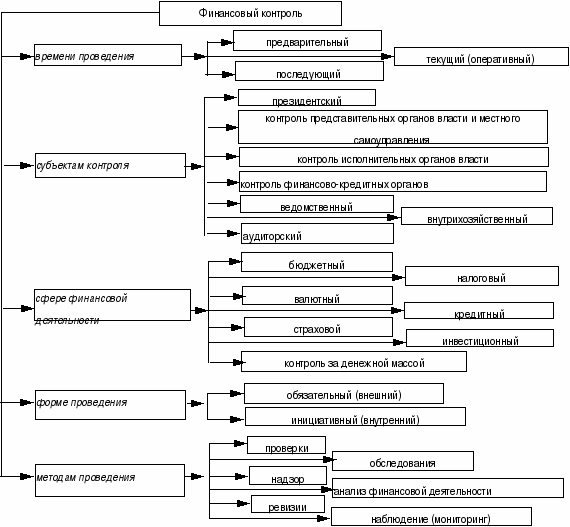 Финансовый контроль
времени проведения
предварительный
текущий (оперативный)
последующий
субъектам контроля
президентский
контроль представительных органов власти и местного
самоуправления
контроль исполнительных органов власти
контроль финансово-кредитных органов
ведомственный
внутрихозяйственный
аудиторский
сфере финансовой
деятельности
бюджетный
налоговый
валютный
кредитный
страховой
инвестиционный
контроль за денежной массой
форме проведения
обязательный (внешний)
инициативный (внутренний)
методам проведения
проверки
обследования
надзор
анализ финансовой деятельности
ревизии
наблюдение (мониторинг)